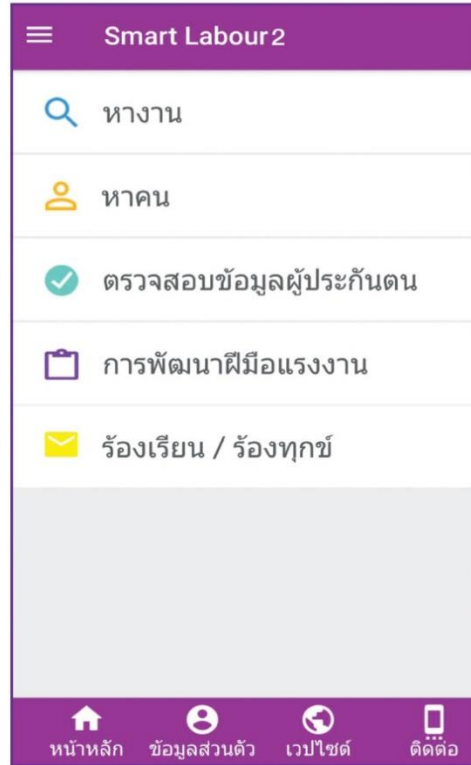 Smart Labour2
หางาน
หาคน
ตรวจสอบข้อมูลผู้ประกันตน
การพัฒนาฝีมือแรงงาน
ร้องเรียน / ร้องทุกข์
หน้าหลัก ข้อมูลส่วนตัว เวปไซต์ ติดต่อ